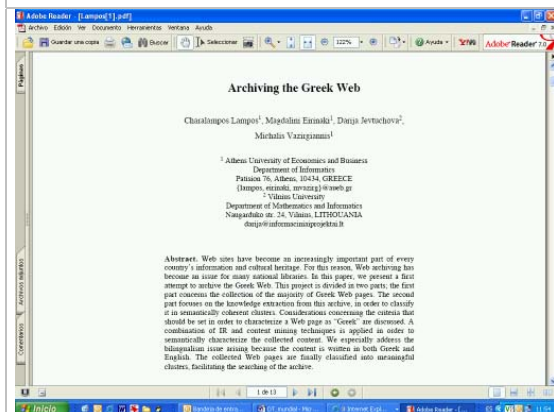 Adobe Reader - [Lampos[1].pdf]
Archivo Edición Ver Documento Herramientas Ventana Ayuda
Guardar una copia Buscar Seleccionar 122% Ayuda Adobe Reader 7.0
Páginas
Archiving the Greek Web
Charalampos Lampos1, Magdalini Eirinaki1, Darija Jevtuchova2,
Michalis Vazirgiannis1
1 Athens University of Economics and Business
Department of Informatics
Patision 76, Athens, 10434, GREECE
{lampos, eirinaki, mvazirg}@aueb.gr
2 Vilnius University
Department of Mathematics and Informatics
Naugarduko str. 24, Vilnius, LITHOUANIA
darija@informaciniaiprojektai.lt
Abstract. Web sites have become an increasingly important part of every
country's information and cultural heritage. For this reason, Web archiving has
become an issue for many national libraries. In this paper, we present a first
attempt to archive the Greek Web. This project is divided in two parts; the first
part concerns the collection of the majority of Greek Web pages. The second
part focuses on the knowledge extraction from this archive, in order to classify
it in semantically coherent clusters. Considerations concerning the criteria that
should be set in order to characterize a Web page as "Greek" are discussed. A
combination of IR and content mining techniques is applied in order to
semantically characterize the collected content. We especially address the
bilingualism issue arising because the content is written in both Greek and
English. The collected Web pages are finally classified into meaningful
clusters, facilitating the searching of the archive.
Archivos adjuntos
Comentarios
1 de 13
Inicio Bandeja de entra... Adobe Reader - [...